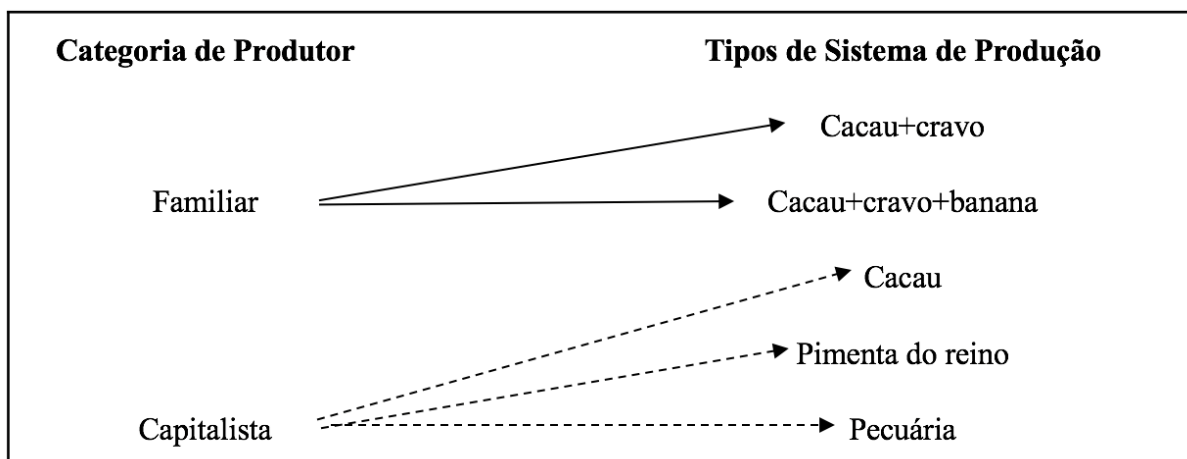 Categoria de Produtor
Tipos de Sistema de Produção
Cacau+cravo
Familiar
Cacau+cravo+banana
Cacau
Pimenta do reino
Capitalista
Pecuária